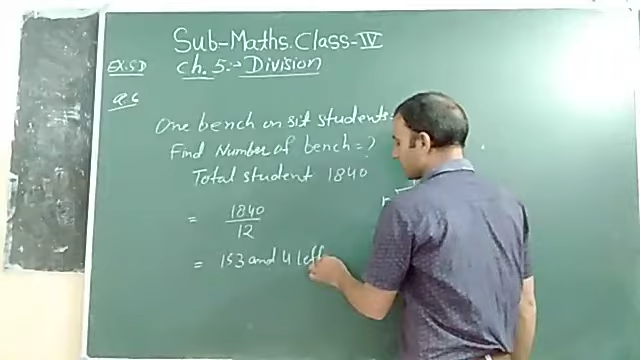 Sub-Maths.Class-IV
EX.5D
Ch.5:- Division
Q.6
One bench on sit students=
Find Number of bench=?
Total student 1840
= 1840
12
= 153 and 4 left